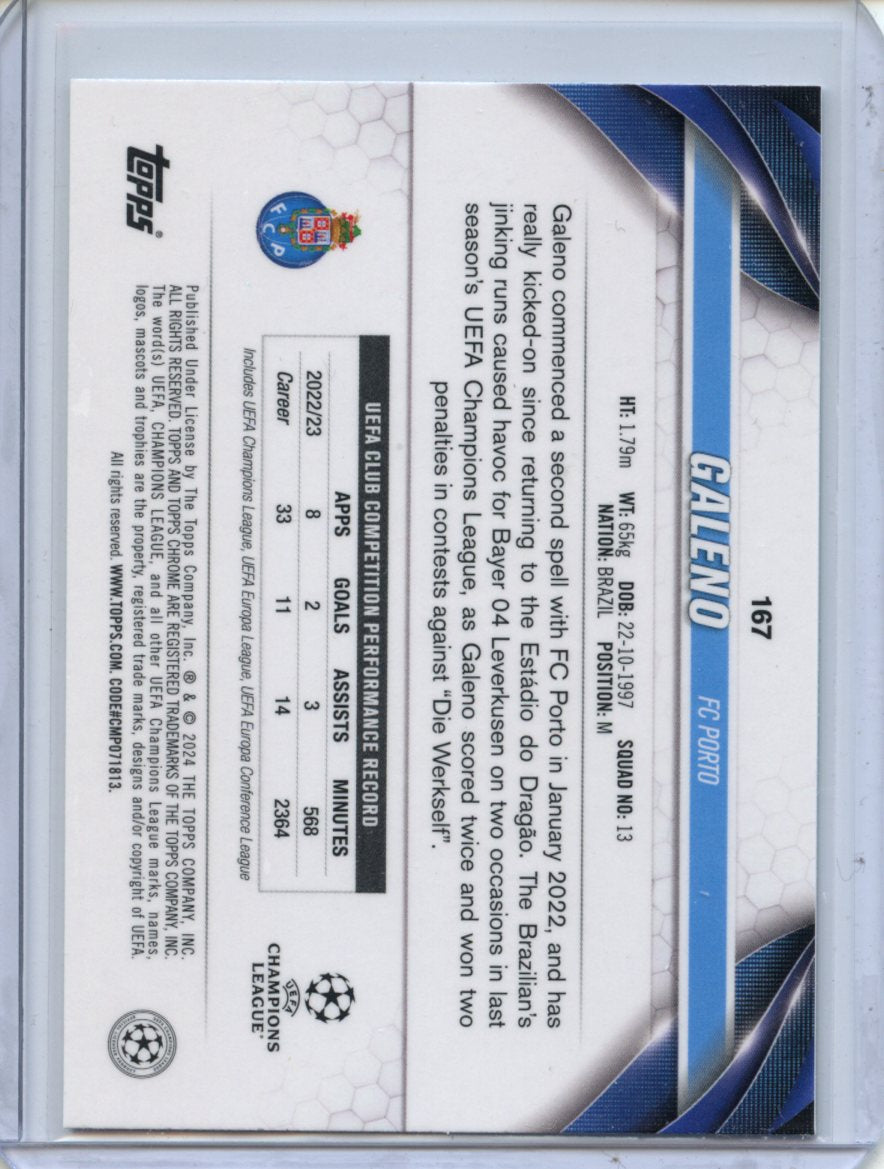 167
GALENO FC PORTO
HT: 1.79m WT: 65kg DOB: 22-10-1997 SQUAD NO: 13
NATION: BRAZIL POSITION: M
Galeno commenced a second spell with FC Porto in January 2022, and has
really kicked-on since returning to the Estádio do Dragão. The Brazilian's
jinking runs caused havoc for Bayer 04 Leverkusen on two occasions in last
season's UEFA Champions League, as Galeno scored twice and won two
penalties in contests against "Die Werkself".
UEFA CLUB COMPETITION PERFORMANCE RECORD
APPS GOALS ASSISTS MINUTES
2022/23 8 2 3 568
Career 33 11 14 2364
Includes UEFA Champions League, UEFA Europa League, UEFA Europa Conference League
FCP
UEFA
CHAMPIONS
LEAGUE®
topps®
Published Under License by The Topps Company, Inc. ® & © 2024 THE TOPPS COMPANY, INC.
ALL RIGHTS RESERVED. TOPPS AND TOPPS CHROME ARE REGISTERED TRADEMARKS OF THE TOPPS COMPANY, INC.
The word(s) UEFA, CHAMPIONS LEAGUE, and all other UEFA Champions League marks, names,
logos, mascots and trophies are the property, registered trade marks, designs and/or copyright of UEFA.
All rights reserved. WWW.TOPPS.COM. CODE#CMP071813.